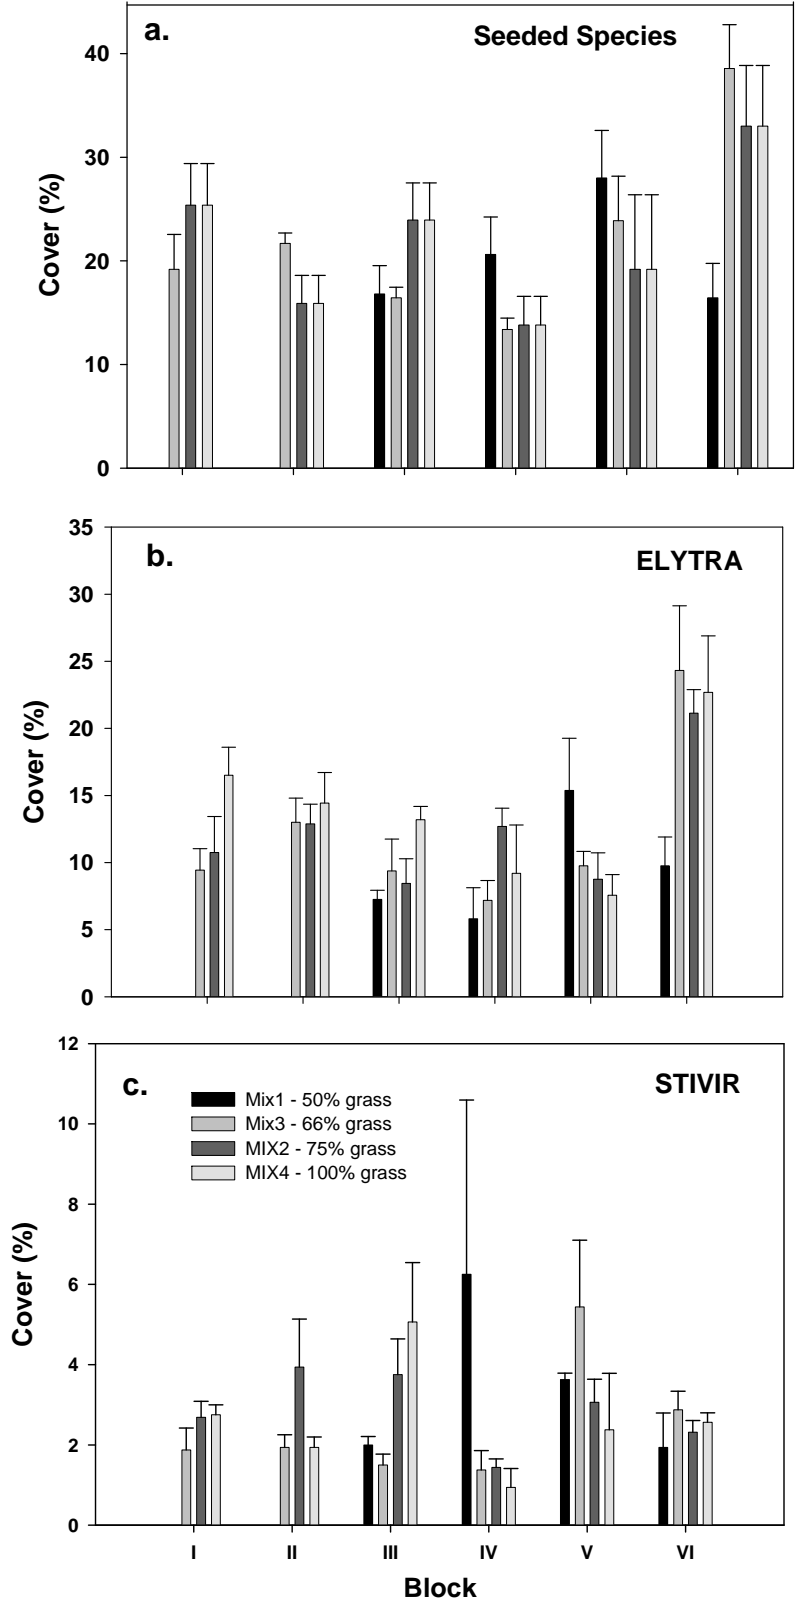 a.
Seeded Species
Cover (%)
40
30
20
10
0
b.
ELYTRA
Cover (%)
35
30
25
20
15
10
5
0
c.
STIVIR
Mix1 - 50% grass
Mix3 - 66% grass
MIX2 - 75% grass
MIX4 - 100% grass
Cover (%)
12
10
8
6
4
2
0
I II III IV V VI
Block